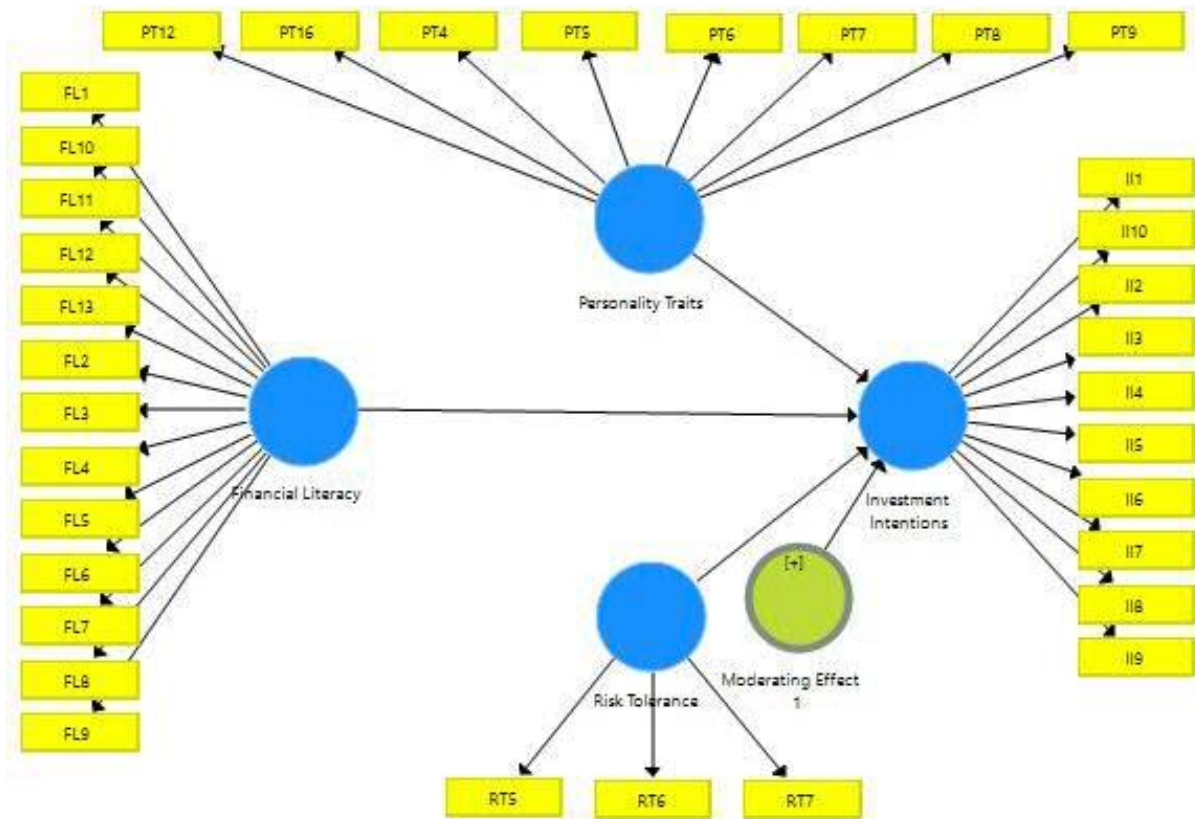 PT12
PT16
PT4
PT5
PT6
PT7
PT8
PT9
FL1
FL10
FL11
FL12
FL13
FL2
FL3
FL4
FL5
FL6
FL7
FL8
FL9
Personality Traits
Financial Literacy
Investment
Intentions
[+]
Moderating Effect
1
Risk Tolerance
II1
II10
II2
II3
II4
II5
II6
II7
II8
II9
RT5
RT6
RT7